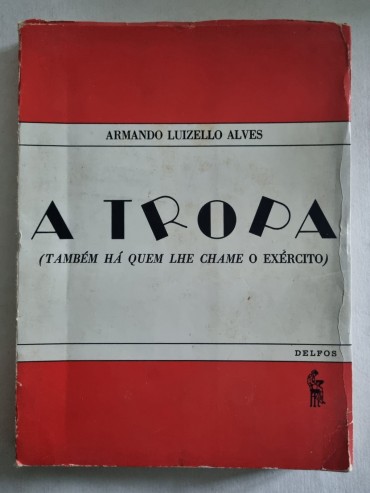 ARMANDO LUIZELLO ALVES
A TROPA
(TAMBÉM HÁ QUEM LHE CHAME O EXÉRCITO)
DELFOS